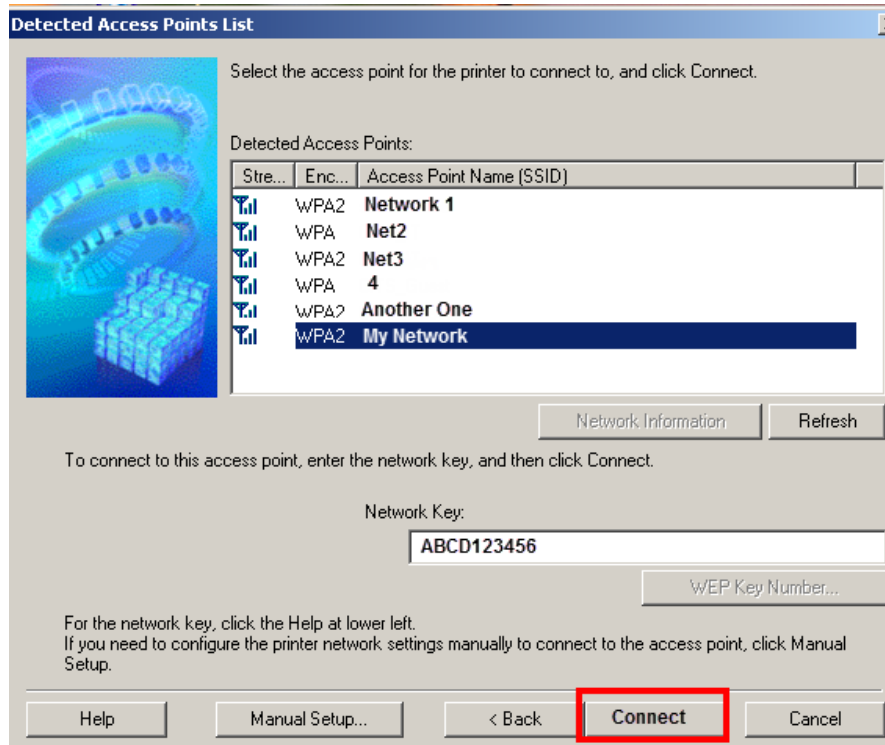 Detected Access Points List
Select the access point for the printer to connect to, and click Connect.
Detected Access Points:
Stre... Enc... Access Point Name (SSID)
WPA2 Network 1
WPA Net2
WPA2 Net3
WPA 4
WPA2 Another One
WPA2 My Network
Network Information Refresh
To connect to this access point, enter the network key, and then click Connect.
Network Key:
ABCD123456
WEP Key Number...
For the network key, click the Help at lower left.
If you need to configure the printer network settings manually to connect to the access point, click Manual
Setup.
Help Manual Setup... < Back Connect Cancel